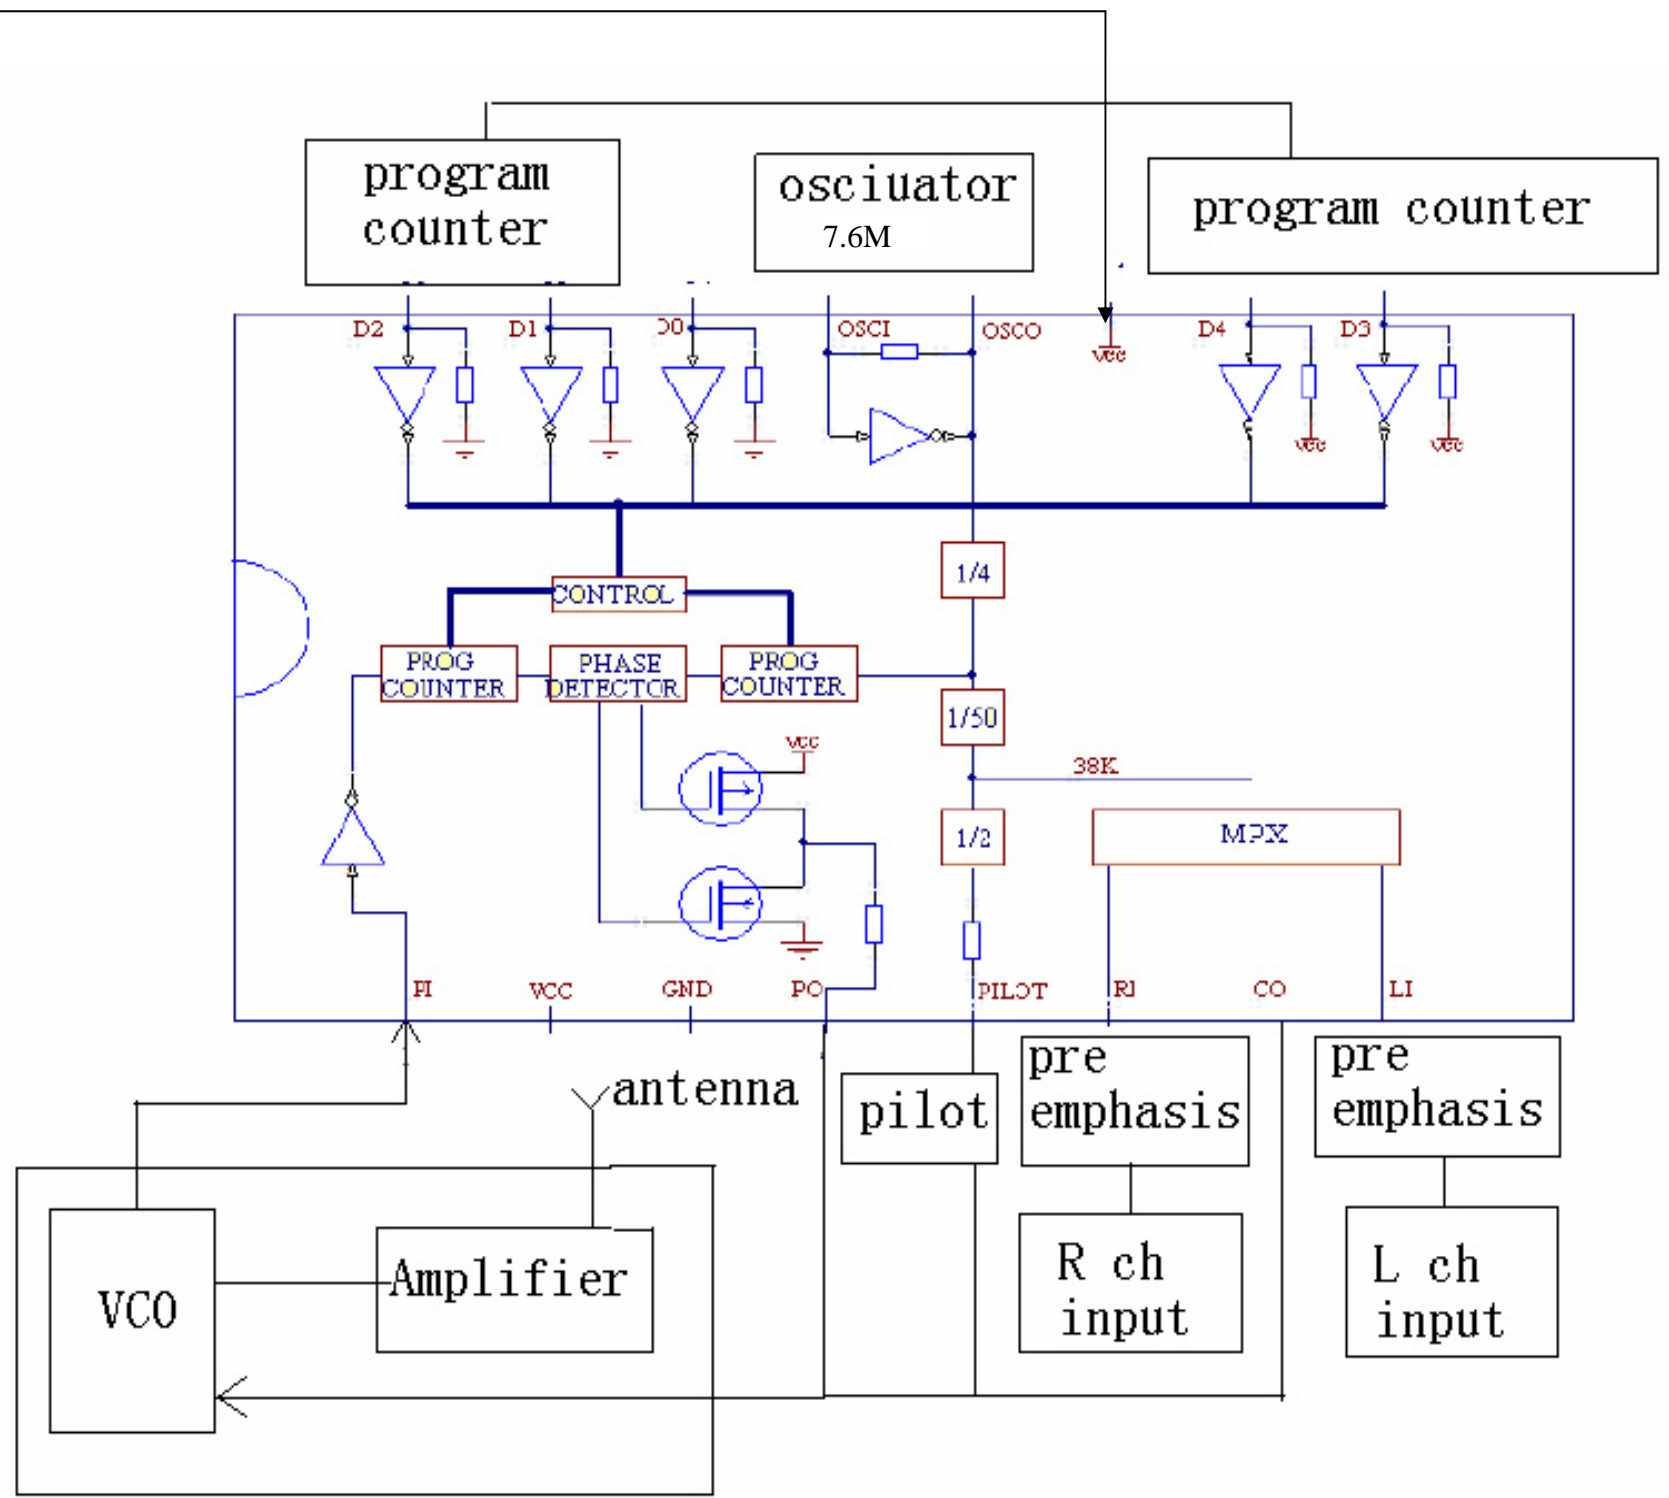 program
counter
osciuator
7.6M
program counter
D2
D1
D0
OSCI
OSCO
vcc
D4
D3
vcc
vcc
1/4
CONTROL
PROG
COUNTER
PHASE
DETECTOR
PROG
COUNTER
1/50
vcc
38K
1/2
MPX
PI
VCC
GND
PO
PILOT
RI
CO
LI
antenna
pilot
pre
emphasis
pre
emphasis
VCO
Amplifier
R ch
input
L ch
input